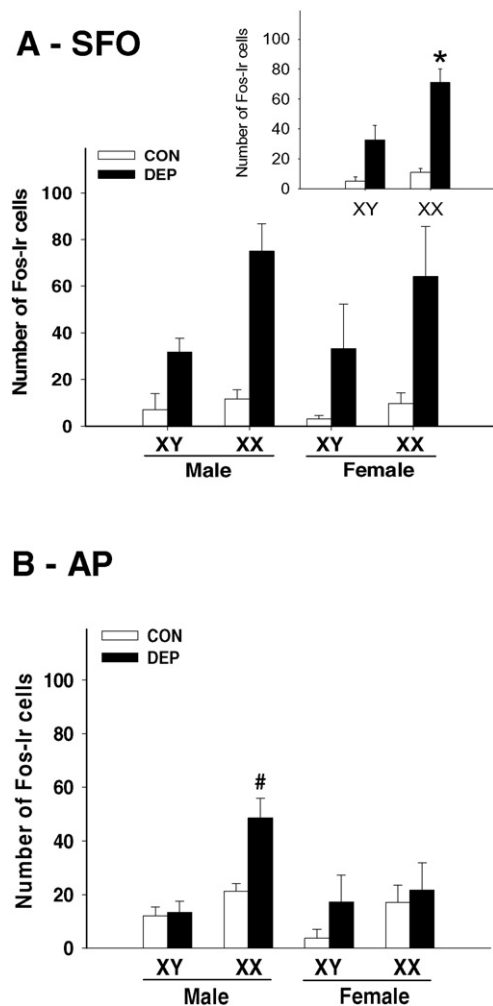 A - SFO
Number of Fos-Ir cells
80
60
40
20
0
*
XY XX
CON
DEP
Number of Fos-Ir cells
100
80
60
40
20
0
XY XX XY XX
Male Female
B - AP
CON
DEP
Number of Fos-Ir cells
100
80
60
40
20
0
#
XY XX XY XX
Male Female